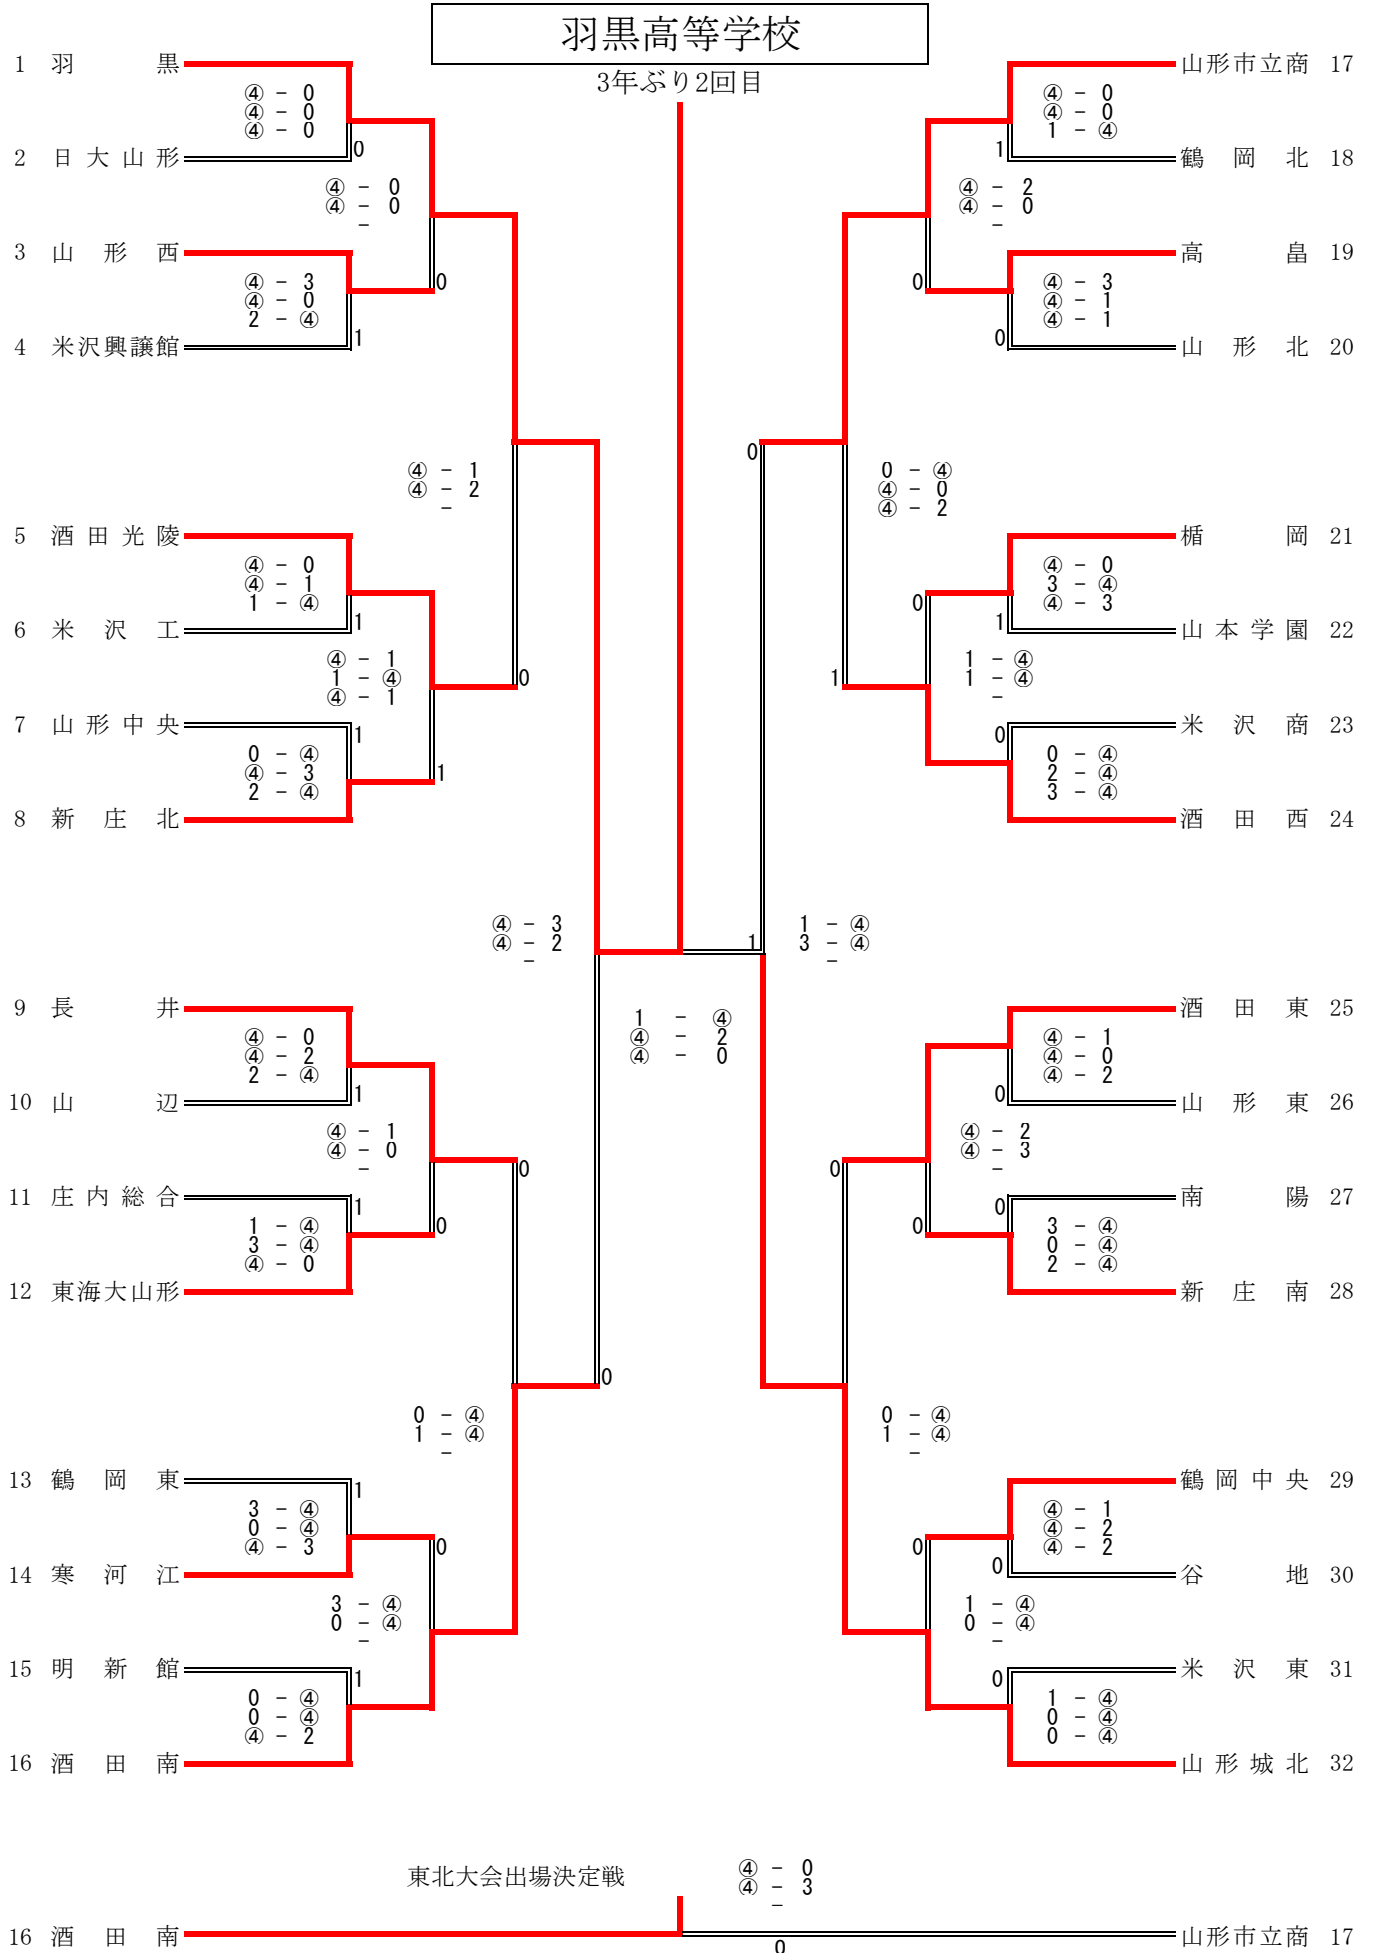 羽黒高等学校
3年ぶり2回目
1 羽黒
④ - 0
④ - 0
④ - 0
0
2 日大山形
④ - 0
④ - 0
-
3 山形西
④ - 3
④ - 0
2 - ④
0
1
4 米沢興譲館
④ - 1
④ - 2
-
5 酒田光陵
④ - 0
④ - 1
1 - ④
1
6 米沢工
④ - 1
1 - ④
④ - 1
0
7 山形中央
1
0 - ④
④ - 3
2 - ④
1
8 新庄北
④ - 3
④ - 2
-
9 長井
④ - 0
④ - 2
2 - ④
1
10 山辺
④ - 1
④ - 0
-
0
11 庄内総合
1
1 - ④
3 - ④
④ - 0
0
12 東海大山形
0
0 - ④
1 - ④
-
13 鶴岡東
1
3 - ④
0 - ④
④ - 3
0
14 寒河江
3 - ④
0 - ④
-
15 明新館
1
0 - ④
0 - ④
④ - 2
16 酒田南
1 - ④
④ - 2
④ - 0
山形市立商 17
④ - 0
④ - 0
1 - ④
1
鶴岡北 18
④ - 2
④ - 0
-
高畠 19
0
④ - 3
④ - 1
④ - 1
0
山形北 20
0
0 - ④
④ - 0
④ - 2
楯岡 21
④ - 0
3 - ④
④ - 3
0
1
山本学園 22
1 - ④
1 - ④
-
1
米沢商 23
0
0 - ④
2 - ④
3 - ④
酒田西 24
1
1 - ④
3 - ④
-
酒田東 25
④ - 1
④ - 0
④ - 2
0
山形東 26
④ - 2
④ - 3
-
0
南陽 27
0
3 - ④
0 - ④
2 - ④
0
新庄南 28
0 - ④
1 - ④
-
鶴岡中央 29
④ - 1
④ - 2
④ - 2
0
0
谷地 30
1 - ④
0 - ④
-
米沢東 31
0
1 - ④
0 - ④
0 - ④
山形城北 32
東北大会出場決定戦
④ - 0
④ - 3
-
16 酒田南
山形市立商 17
0